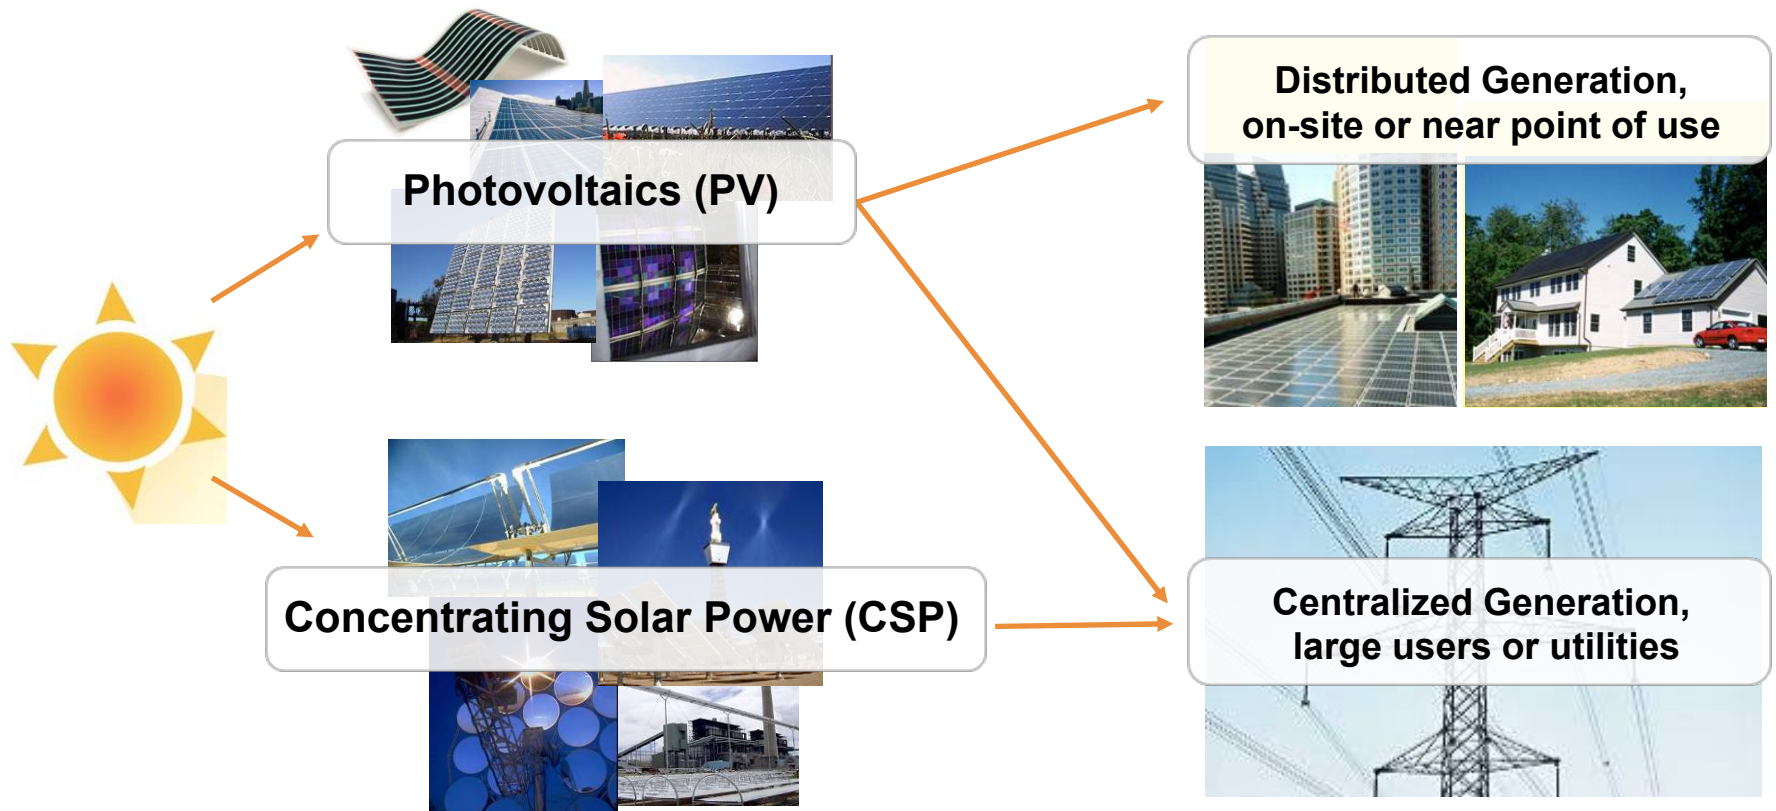 Photovoltaics (PV)
Distributed Generation,
on-site or near point of use
Concentrating Solar Power (CSP)
Centralized Generation,
large users or utilities